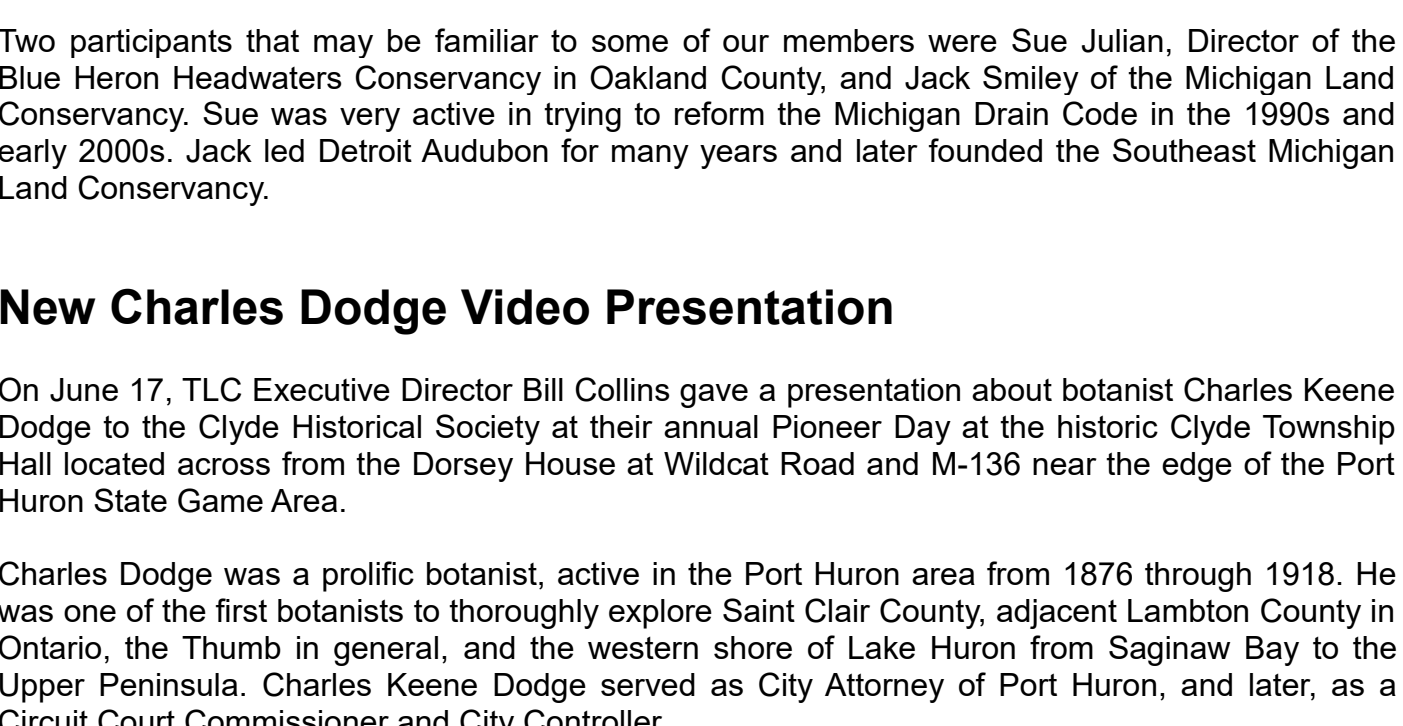 Two participants that may be familiar to some of our members were Sue Julian, Director of the
Blue Heron Headwaters Conservancy in Oakland County, and Jack Smiley of the Michigan Land
Conservancy. Sue was very active in trying to reform the Michigan Drain Code in the 1990s and
early 2000s. Jack led Detroit Audubon for many years and later founded the Southeast Michigan
Land Conservancy.
New Charles Dodge Video Presentation
On June 17, TLC Executive Director Bill Collins gave a presentation about botanist Charles Keene
Dodge to the Clyde Historical Society at their annual Pioneer Day at the historic Clyde Township
Hall located across from the Dorsey House at Wildcat Road and M-136 near the edge of the Port
Huron State Game Area.
Charles Dodge was a prolific botanist, active in the Port Huron area from 1876 through 1918. He
was one of the first botanists to thoroughly explore Saint Clair County, adjacent Lambton County in
Ontario, the Thumb in general, and the western shore of Lake Huron from Saginaw Bay to the
Upper Peninsula. Charles Keene Dodge served as City Attorney of Port Huron, and later, as a
Circuit Court Commissioner and City Controller.